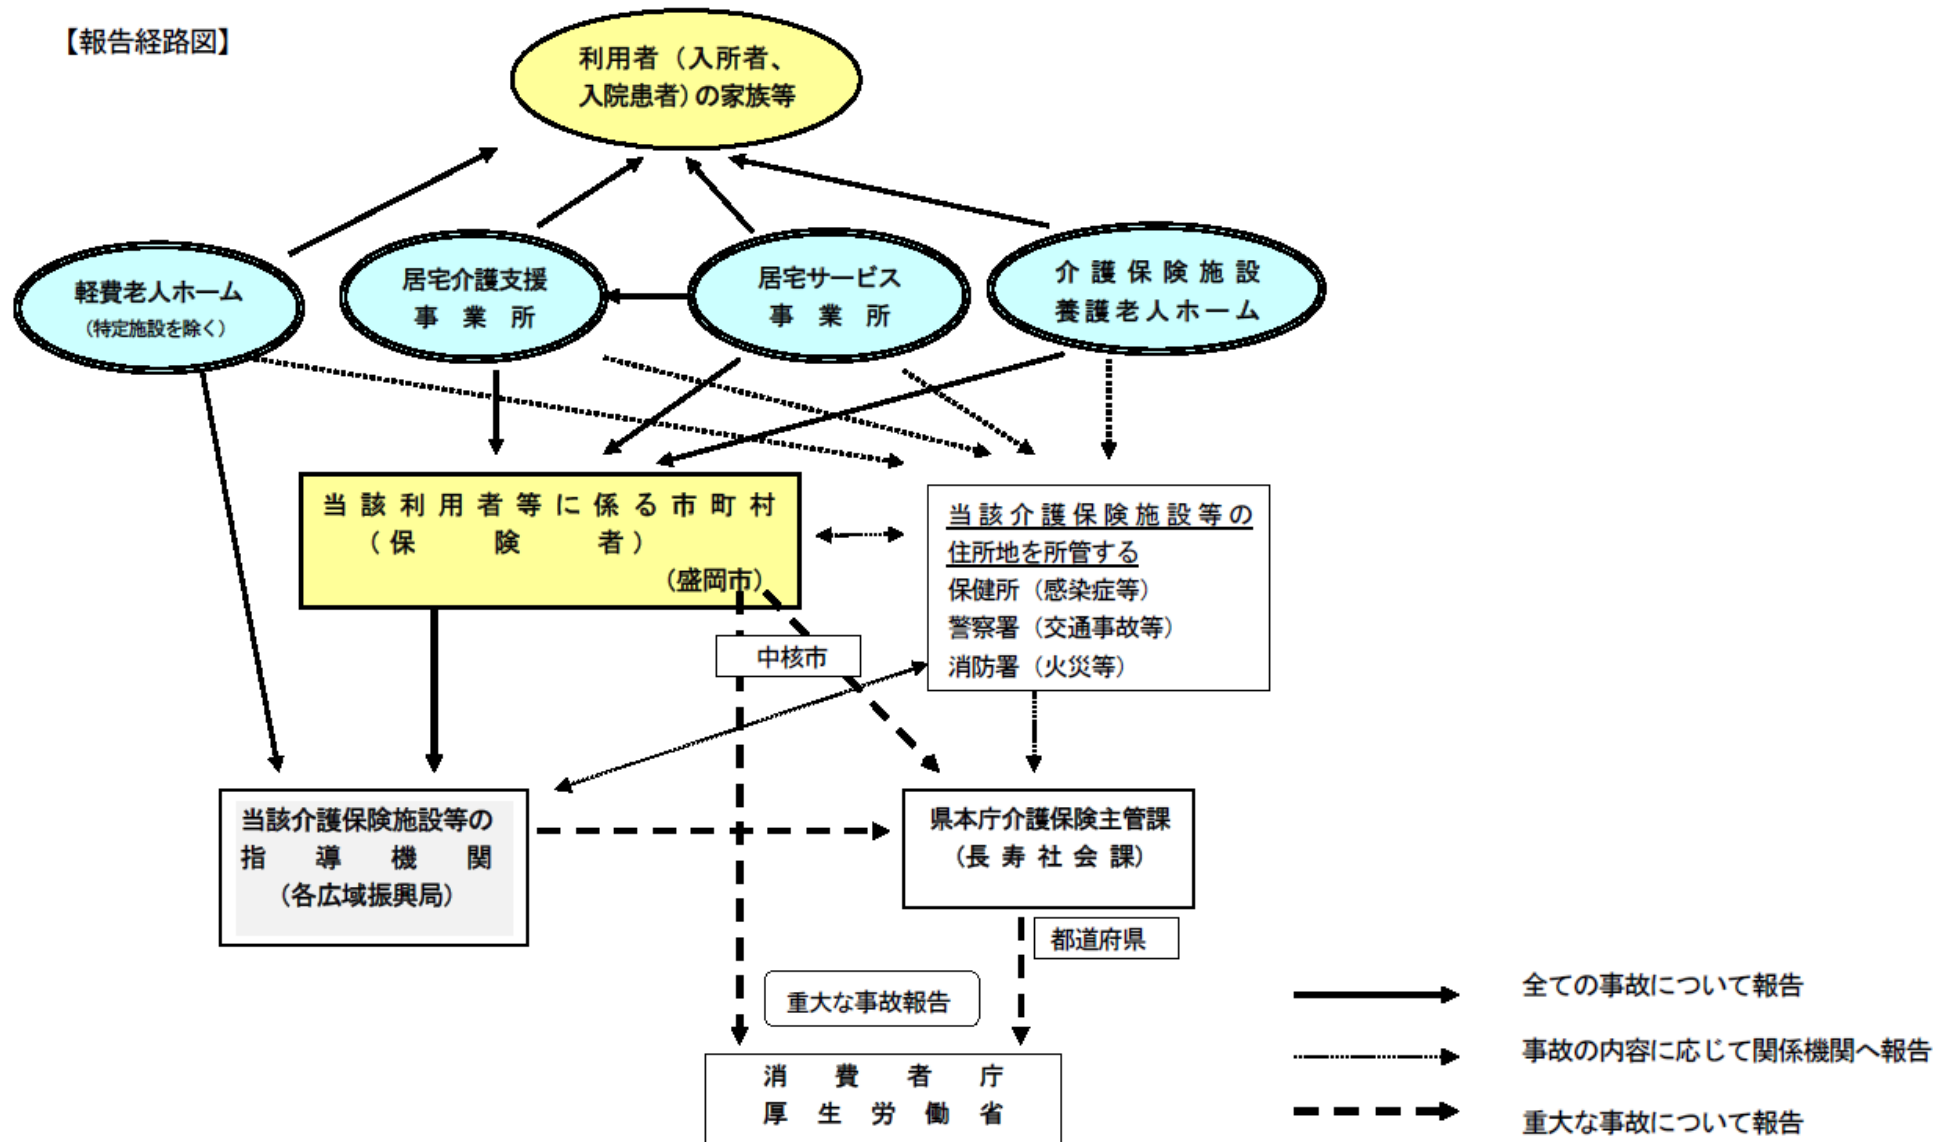 【報告経路図】
利用者（入所者、
入院患者）の家族等
軽費老人ホーム
（特定施設を除く）
居宅介護支援
事　業　所
居宅サービス
事　業　所
介護保険施設
養護老人ホーム
当該利用者等に係る市町村
（保　険　者）
（盛岡市）
当該介護保険施設等の
住所地を所管する
保健所（感染症等）
警察署（交通事故等）
消防署（火災等）
中核市
当該介護保険施設等の
指　導　機　関
（各広域振興局）
県本庁介護保険主管課
（長寿社会課）
都道府県
重大な事故報告
消　費　者　庁
厚生労働省
全ての事故について報告
事故の内容に応じて関係機関へ報告
重大な事故について報告